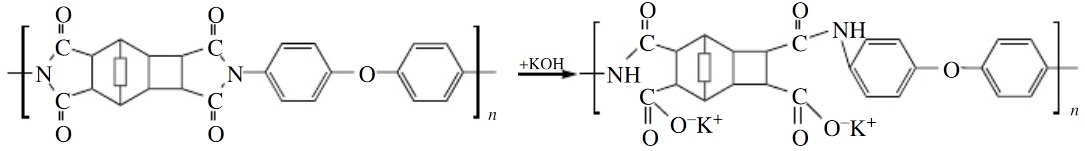 O O
C C
N N O n
C C
O O
+KOH
O O
C C NH
NH O n
C C
O O⁻K⁺ O O⁻K⁺